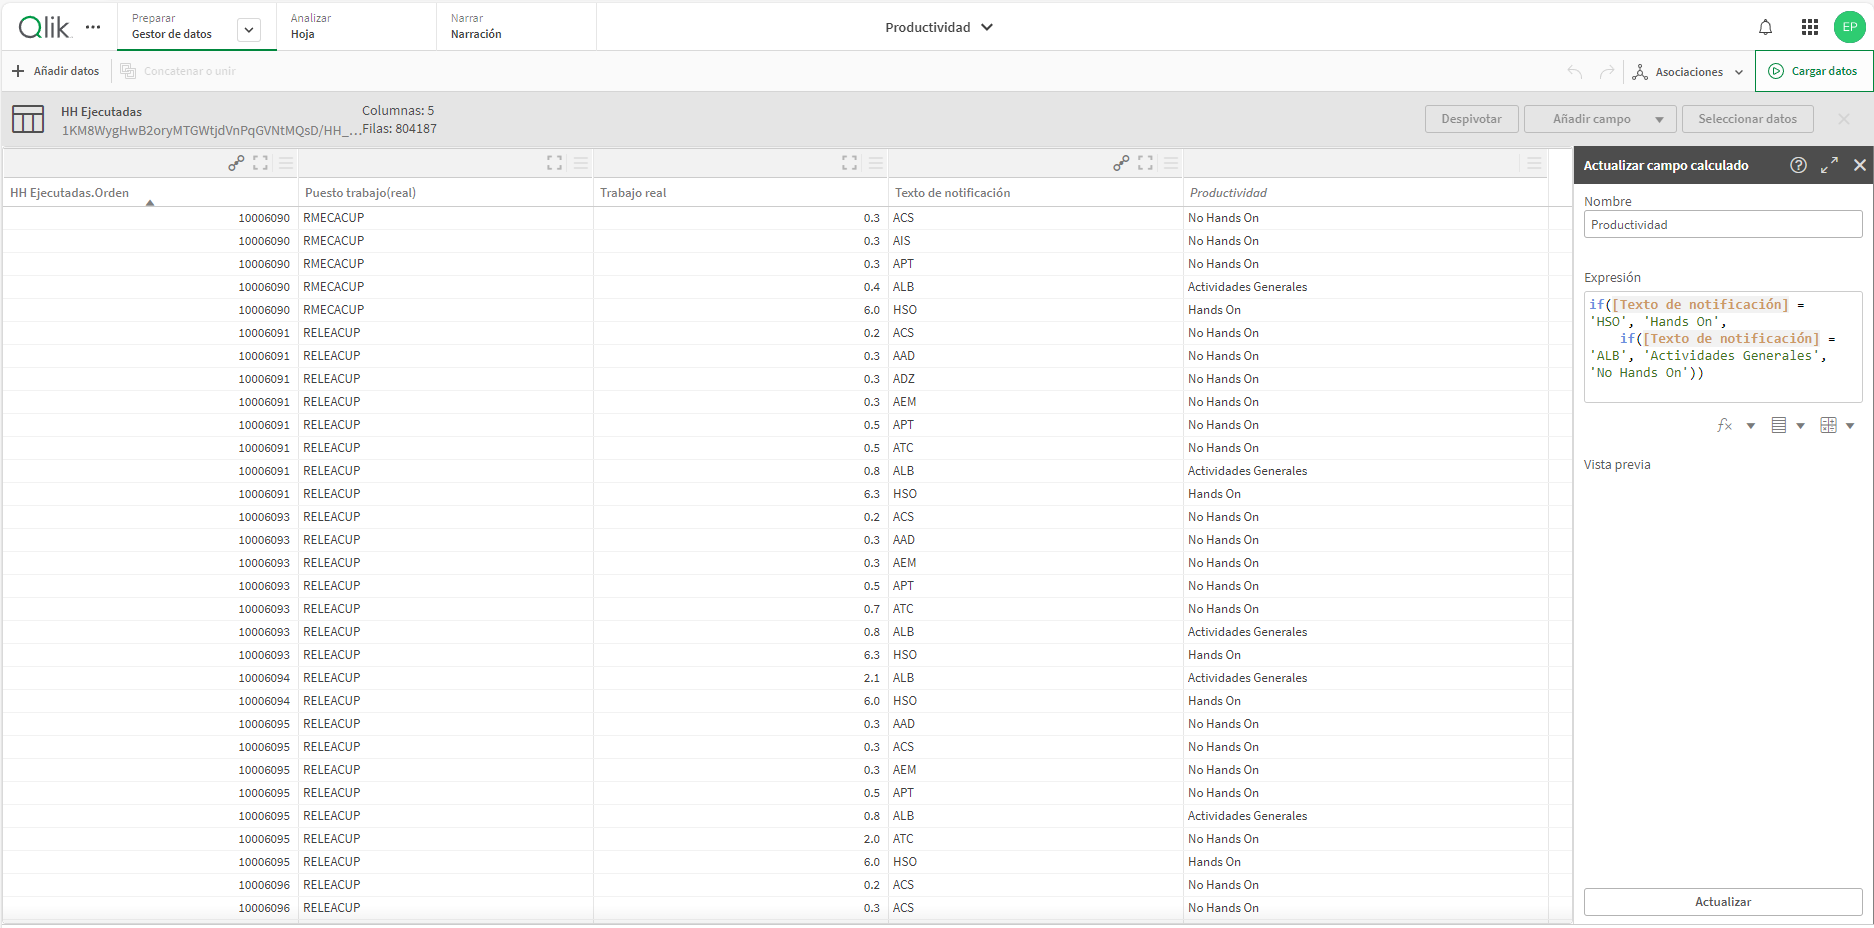 Qlik
Preparar
Gestor de datos
Analizar
Hoja
Narrar
Narración
Productividad
EP
Añadir datos
Concatenar o unir
Asociaciones
Cargar datos
HH Ejecutadas
1KM8WygHwB2oryMTGWtjdVnPqGVNtMQsD/HH_...
Columnas: 5
Filas: 804187
Despivotar
Añadir campo
Seleccionar datos
HH Ejecutadas.Orden Puesto trabajo(real) Trabajo real Texto de notificación Productividad
10006090 RMECACUP 0.3 ACS No Hands On
10006090 RMECACUP 0.3 AIS No Hands On
10006090 RMECACUP 0.3 APT No Hands On
10006090 RMECACUP 0.4 ALB Actividades Generales
10006090 RMECACUP 6.0 HSO Hands On
10006091 RELEACUP 0.2 ACS No Hands On
10006091 RELEACUP 0.3 AAD No Hands On
10006091 RELEACUP 0.3 ADZ No Hands On
10006091 RELEACUP 0.3 AEM No Hands On
10006091 RELEACUP 0.5 APT No Hands On
10006091 RELEACUP 0.5 ATC No Hands On
10006091 RELEACUP 0.8 ALB Actividades Generales
10006091 RELEACUP 6.3 HSO Hands On
10006093 RELEACUP 0.2 ACS No Hands On
10006093 RELEACUP 0.3 AAD No Hands On
10006093 RELEACUP 0.3 AEM No Hands On
10006093 RELEACUP 0.5 APT No Hands On
10006093 RELEACUP 0.7 ATC No Hands On
10006093 RELEACUP 0.8 ALB Actividades Generales
10006093 RELEACUP 6.3 HSO Hands On
10006094 RELEACUP 2.1 ALB Actividades Generales
10006094 RELEACUP 6.0 HSO Hands On
10006095 RELEACUP 0.3 AAD No Hands On
10006095 RELEACUP 0.3 ACS No Hands On
10006095 RELEACUP 0.3 AEM No Hands On
10006095 RELEACUP 0.5 APT No Hands On
10006095 RELEACUP 0.8 ALB Actividades Generales
10006095 RELEACUP 2.0 ATC No Hands On
10006095 RELEACUP 6.0 HSO Hands On
10006096 RELEACUP 0.2 ACS No Hands On
10006096 RELEACUP 0.3 ACS No Hands On
Actualizar campo calculado
Nombre
Productividad
Expresión
if([Texto de notificación] =
'HSO', 'Hands On',
if([Texto de notificación] =
'ALB', 'Actividades Generales',
'No Hands On'))
fx
Vista previa
Actualizar